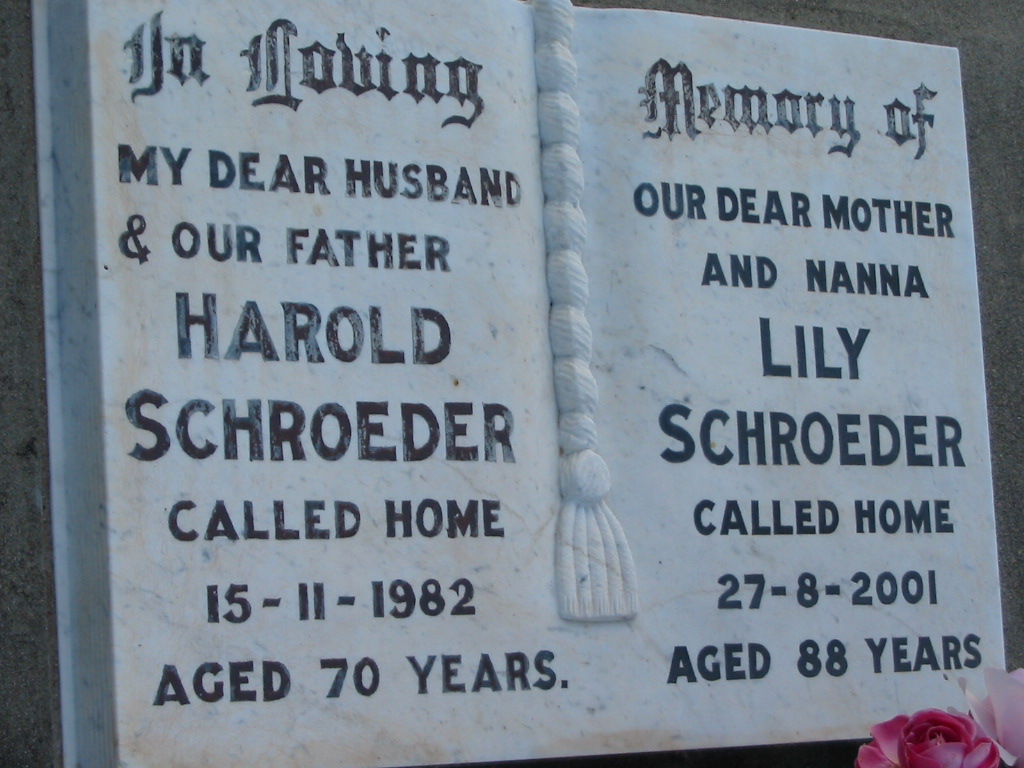 In Loving
MY DEAR HUSBAND
& OUR FATHER
HAROLD
SCHROEDER
CALLED HOME
15-11-1982
AGED 70 YEARS.
Memory of
OUR DEAR MOTHER
AND NANNA
LILY
SCHROEDER
CALLED HOME
27-8-2001
AGED 88 YEARS